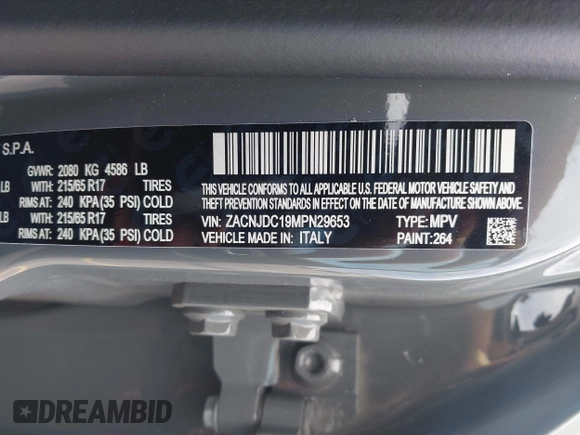 S.P.A.
GVWR: 2080 KG 4586 LB
LB WITH: 215/65 R17 TIRES
RIMS AT: 240 KPA(35 PSI) COLD
LB WITH: 215/65 R17 TIRES
RIMS AT: 240 KPA(35 PSI) COLD
THIS VEHICLE CONFORMS TO ALL APPLICABLE U.S. FEDERAL MOTOR VEHICLE SAFETY AND
THEFT PREVENTION STANDARDS IN EFFECT ON THE DATE OF MANUFACTURE SHOWN ABOVE.
VIN: ZACNJDC19MPN29653 TYPE: MPV
VEHICLE MADE IN: ITALY PAINT: 264
DREAMBID